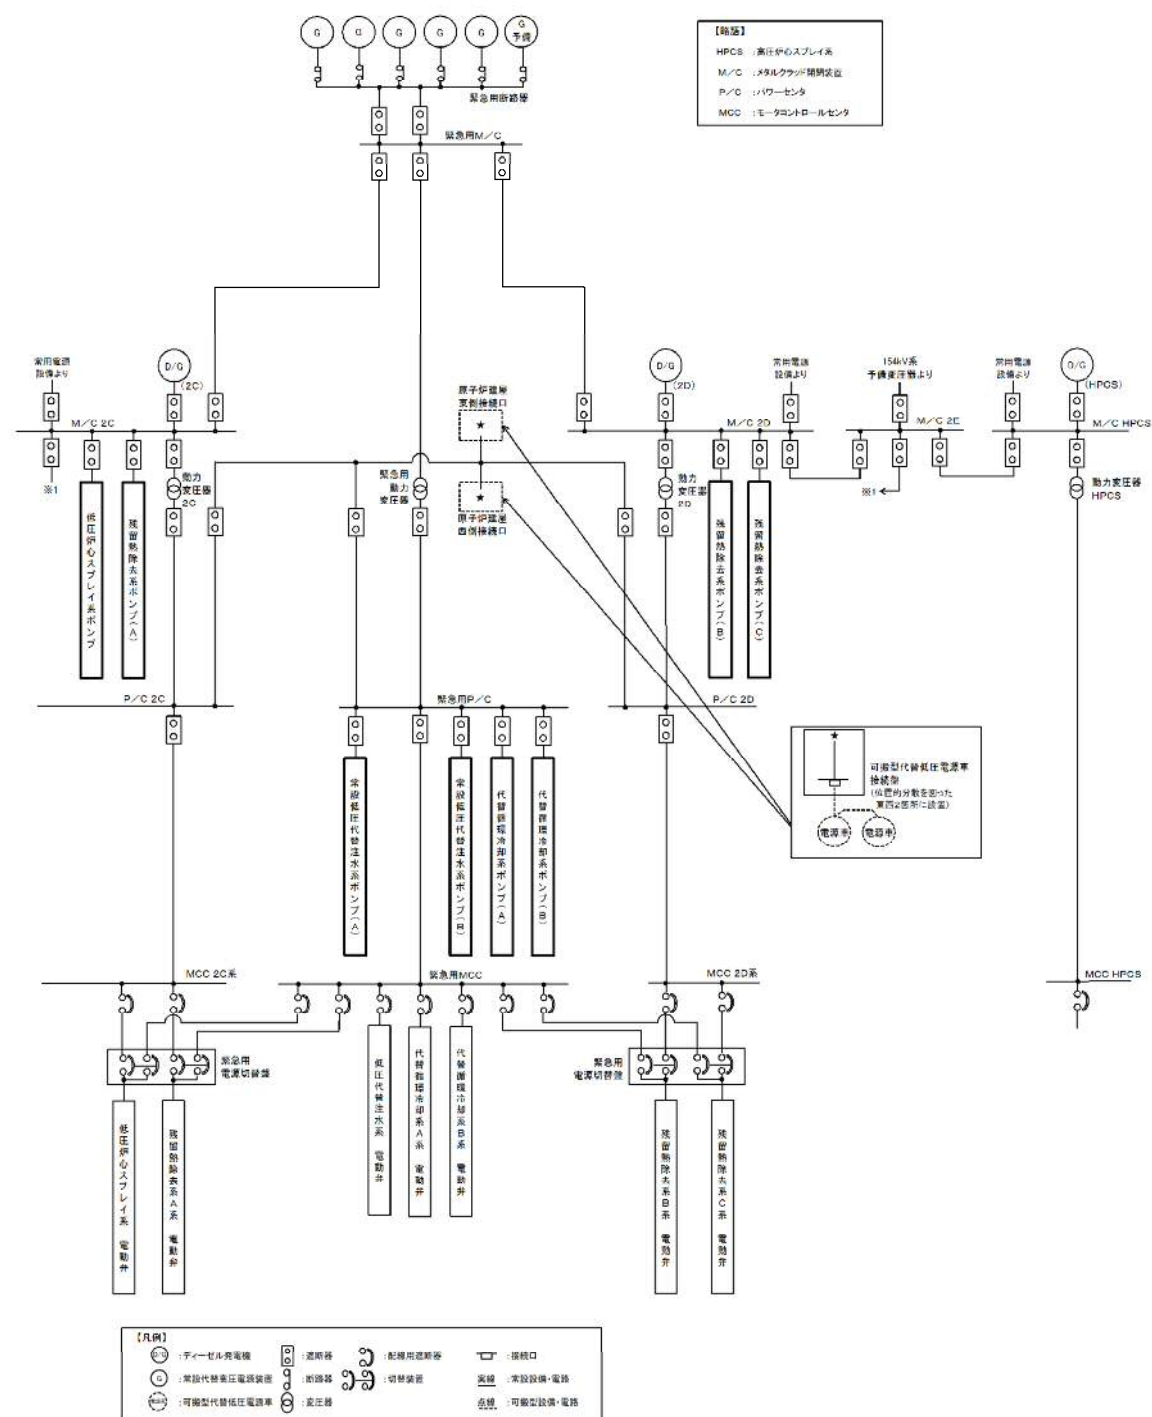 G
G
G
G
G
G
予備
緊急用断路器
緊急用M/C
【略語】
HPCS :高圧炉心スプレイ系
M/C :メタルクラッド開閉装置
P/C :パワーセンタ
MCC :モータコントロールセンタ
常用電源
設備より
D/G
(2C)
M/C 2C
※1
動力
変圧器
2C
低圧炉心スプレイ系ポンプ
残留熱除去系ポンプ(A)
原子炉建屋
東側接続口
★
★
原子炉建屋
西側接続口
緊急用
動力
変圧器
D/G
(2D)
M/C 2D
動力
変圧器
2D
残留熱除去系ポンプ(B)
残留熱除去系ポンプ(C)
常用電源
設備より
154kV系
予備変圧器より
M/C 2E
※1
常用電源
設備より
D/G
(HPCS)
M/C HPCS
動力変圧器
HPCS
P/C 2C
緊急用P/C
P/C 2D
常設低圧代替注水系ポンプ(A)
常設低圧代替注水系ポンプ(B)
代替循環冷却系ポンプ(A)
代替循環冷却系ポンプ(B)
★
可搬型代替低圧電源車
接続盤
(位置的分散を図った
東西2箇所に設置)
電源車
電源車
MCC 2C系
緊急用MCC
MCC 2D系
MCC HPCS
緊急用
電源切替盤
緊急用
電源切替盤
低圧炉心スプレイ系 電動弁
残留熱除去系A系 電動弁
低圧代替注水系 電動弁
代替循環冷却系A系 電動弁
代替循環冷却系B系 電動弁
残留熱除去系B系 電動弁
残留熱除去系C系 電動弁
【凡例】
D/G :ディーゼル発電機
:遮断器
:配線用遮断器
:接続口
G :常設代替高圧電源装置
:断路器
:切替装置
実線 :常設設備・電路
電源車 :可搬型代替低圧電源車
:変圧器
点線 :可搬型設備・電路